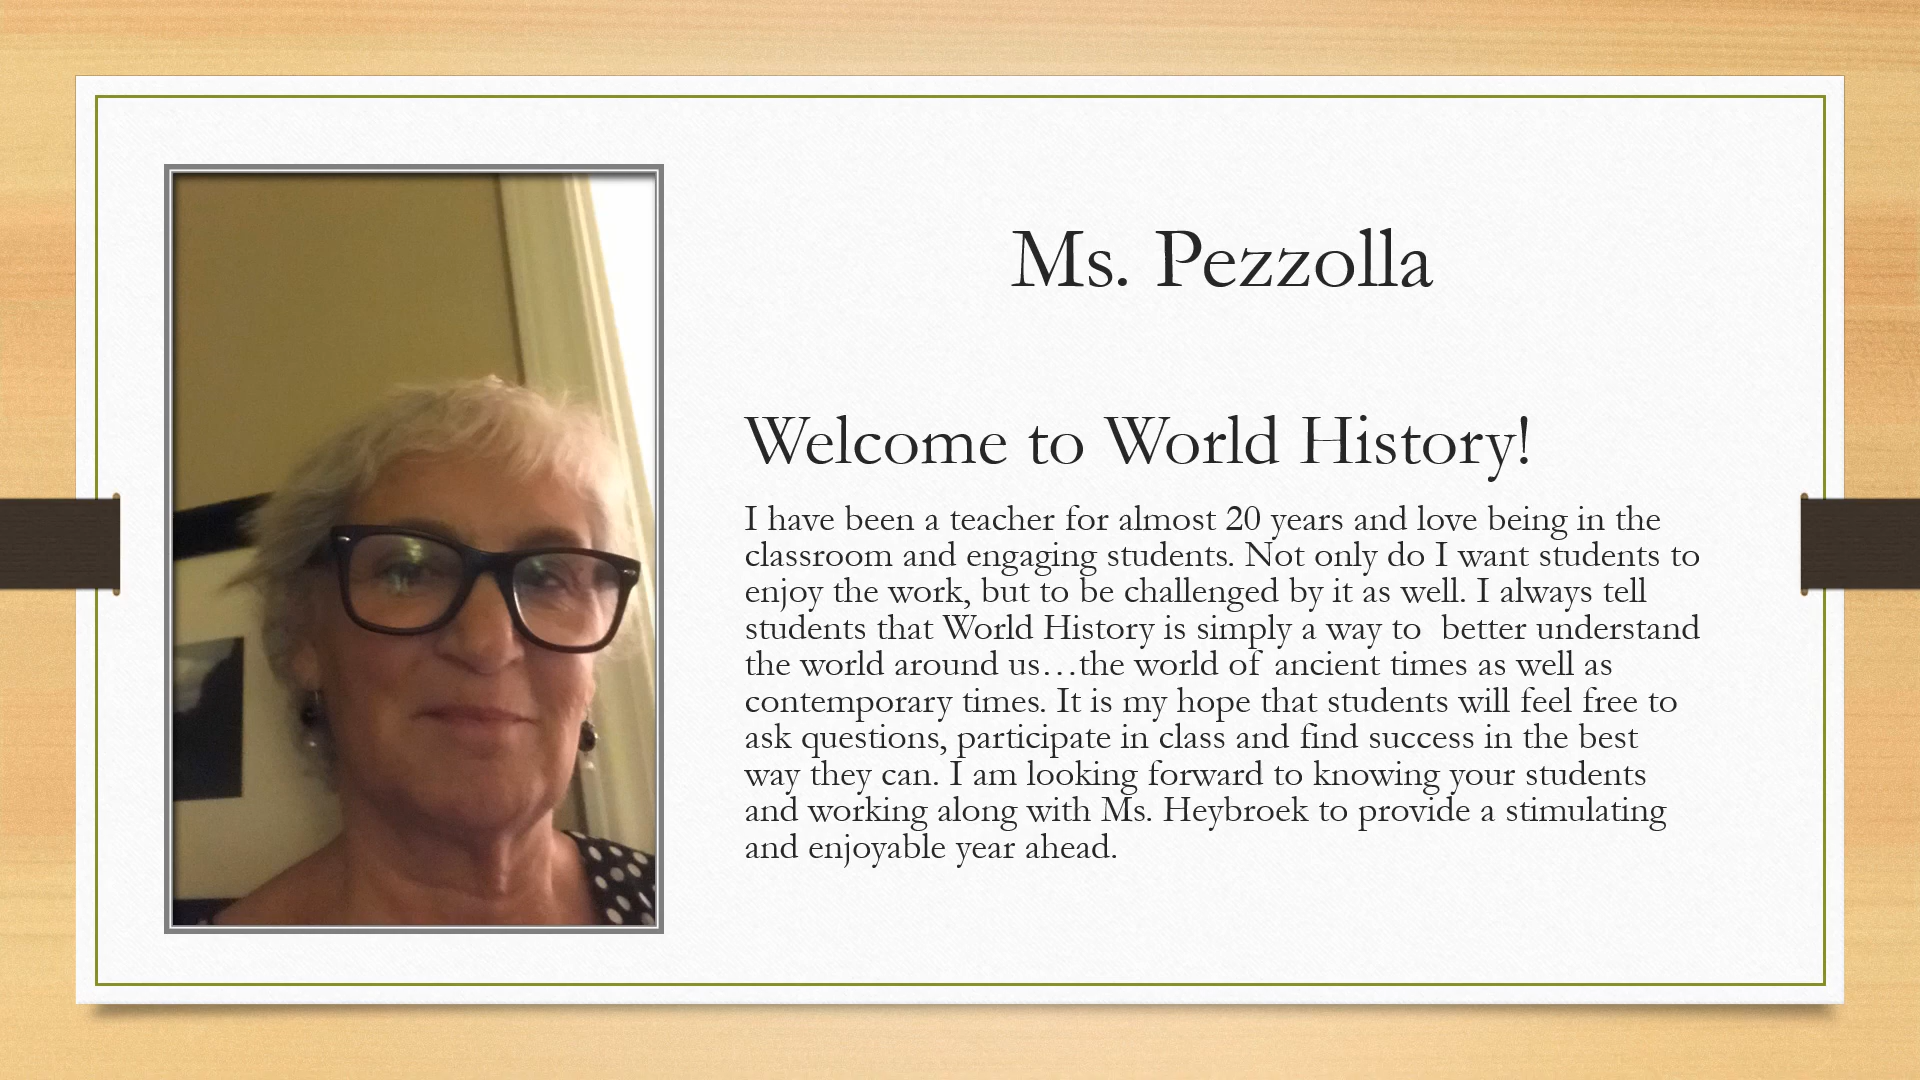 Ms. Pezzolla
Welcome to World History!
I have been a teacher for almost 20 years and love being in the
classroom and engaging students. Not only do I want students to
enjoy the work, but to be challenged by it as well. I always tell
students that World History is simply a way to  better understand
the world around us…the world of ancient times as well as
contemporary times. It is my hope that students will feel free to
ask questions, participate in class and find success in the best
way they can. I am looking forward to knowing your students
and working along with Ms. Heybroek to provide a stimulating
and enjoyable year ahead.